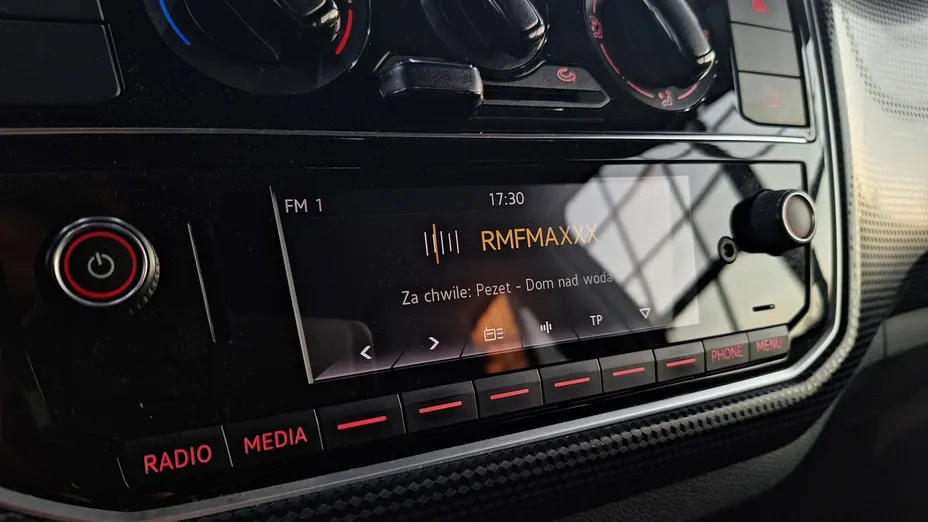 FM 1
17:30
RMFMAXXX
Za chwile: Pezet - Dom nad woda
TP
RADIO
MEDIA
PHONE
MENU